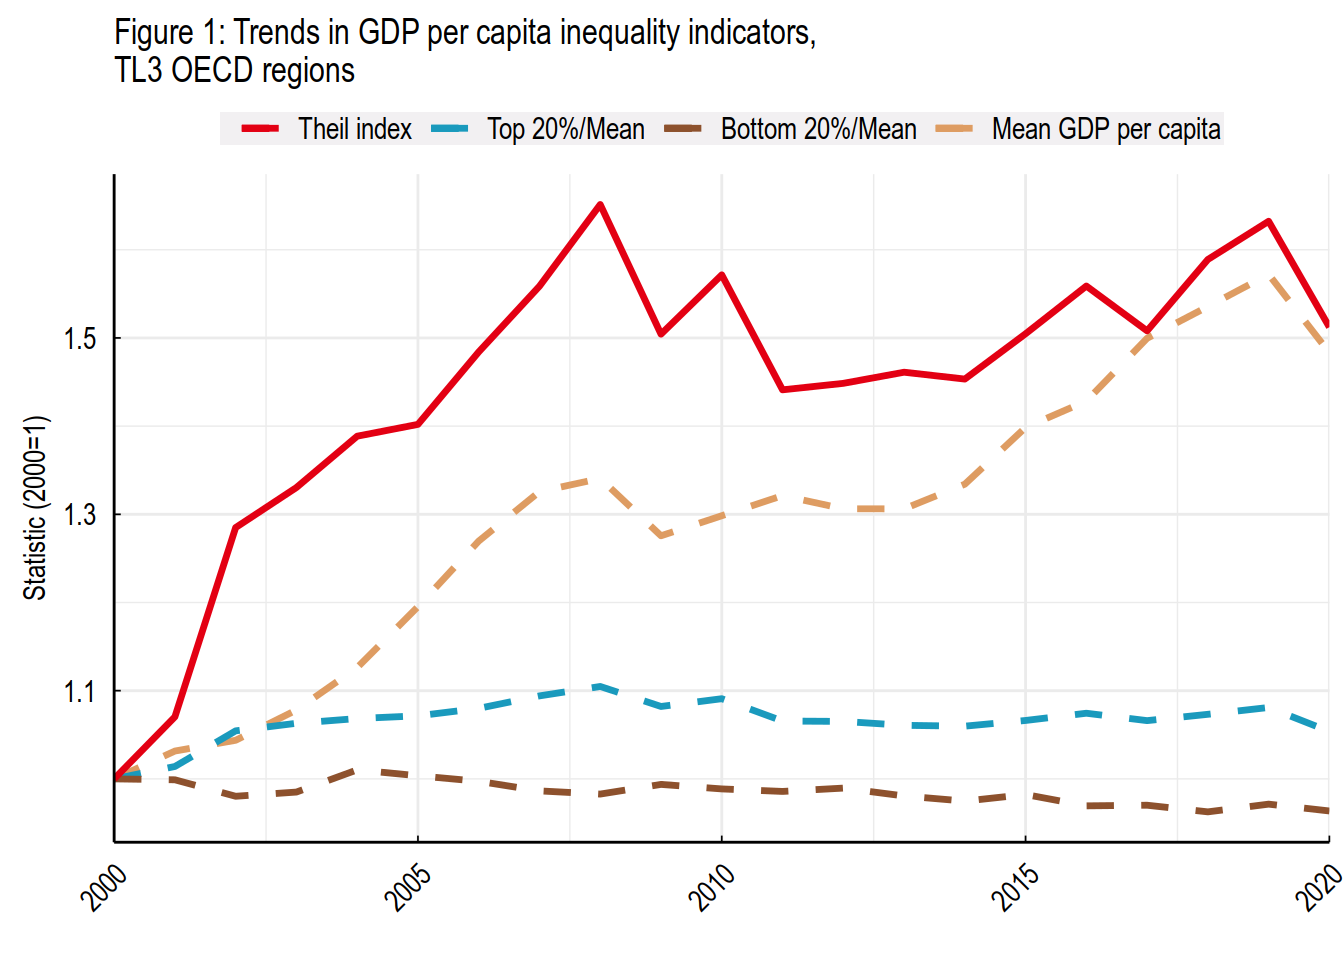 Figure 1: Trends in GDP per capita inequality indicators,
TL3 OECD regions
Theil index Top 20%/Mean Bottom 20%/Mean Mean GDP per capita
Statistic (2000=1)
1.5
1.3
1.1
2000 2005 2010 2015 2020